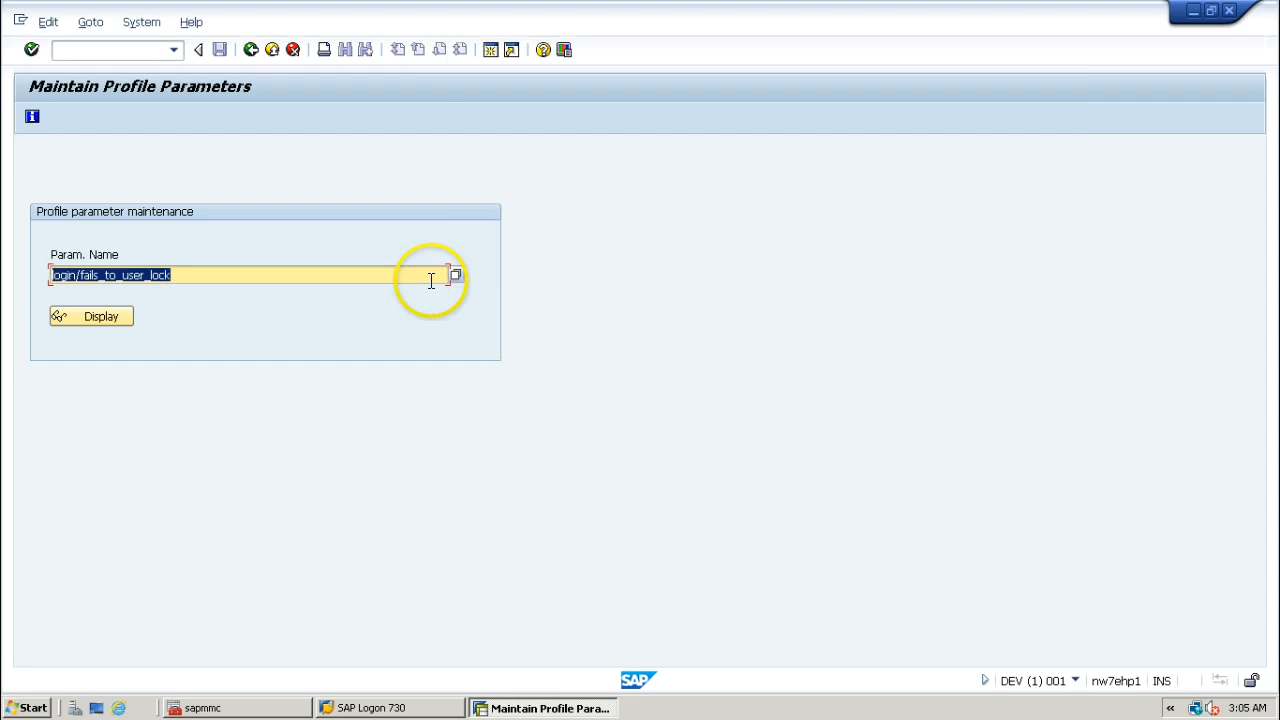 Edit Goto System Help
Maintain Profile Parameters
Profile parameter maintenance
Param. Name
login/fails_to_user_lock
Display
SAP
DEV (1) 001 nw7ehp1 INS
Start sapmmc SAP Logon 730 Maintain Profile Para... « 3:05 AM